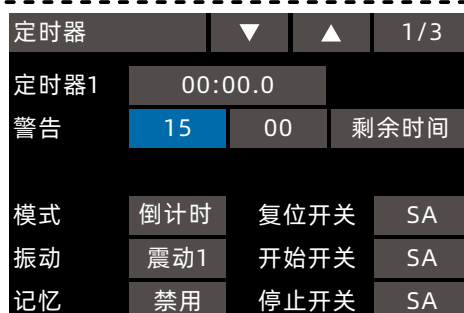 定时器 ▼ ▲ 1/3
定时器1 00:00.0
警告 15 00 剩余时间
模式 倒计时 复位开关 SA
振动 震动1 开始开关 SA
记忆 禁用 停止开关 SA